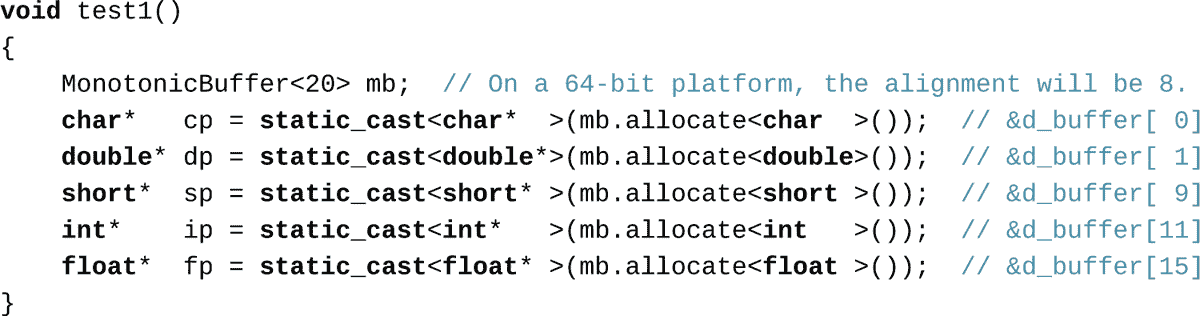 void test1()
{
    MonotonicBuffer<20> mb;  // On a 64-bit platform, the alignment will be 8.
    char*   cp = static_cast<char*  >(mb.allocate<char  >());  // &d_buffer[ 0]
    double* dp = static_cast<double*>(mb.allocate<double>());  // &d_buffer[ 1]
    short*  sp = static_cast<short* >(mb.allocate<short >());  // &d_buffer[ 9]
    int*    ip = static_cast<int*   >(mb.allocate<int   >());  // &d_buffer[11]
    float*  fp = static_cast<float* >(mb.allocate<float >());  // &d_buffer[15]
}